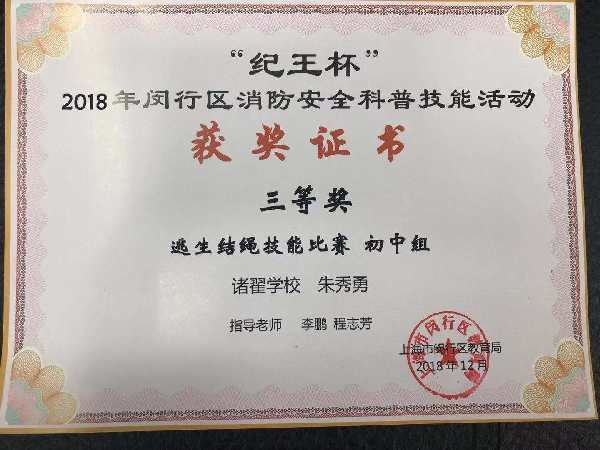 “纪王杯”
2018年闵行区消防安全科普技能活动
获奖证书
三等奖
逃生结绳技能比赛 初中组
诸翟学校 朱秀勇
指导老师 李鹏 程志芳
上海市闵行区教育局
2018年12月
上海市闵行区教育局